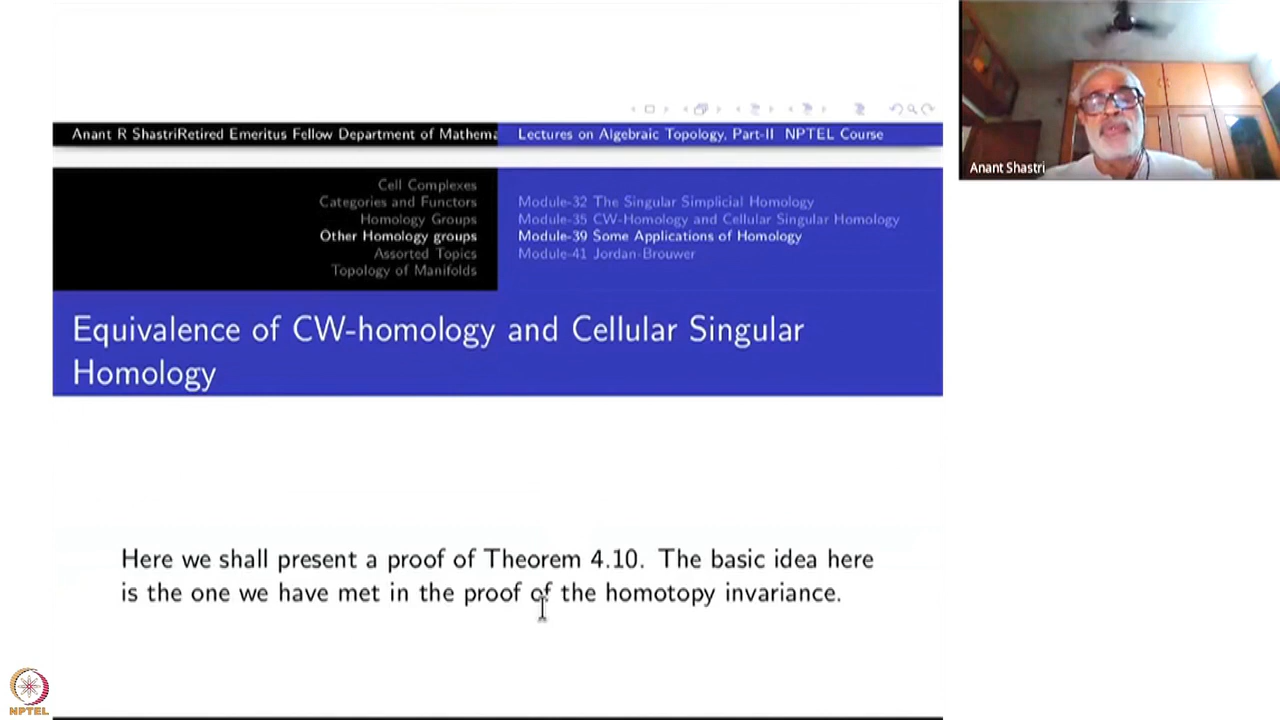 Anant R ShastriRetired Emeritus Fellow Department of Mathema
Lectures on Algebraic Topology, Part-II NPTEL Course
Cell Complexes
Categories and Functors
Homology Groups
Other Homology groups
Assorted Topics
Topology of Manifolds
Module-32 The Singular Simplicial Homology
Module-35 CW-Homology and Cellular Singular Homology
Module-39 Some Applications of Homology
Module-41 Jordan-Brouwer
Equivalence of CW-homology and Cellular Singular
Homology
Here we shall present a proof of Theorem 4.10. The basic idea here
is the one we have met in the proof of the homotopy invariance.
Anant Shastri
NPTEL